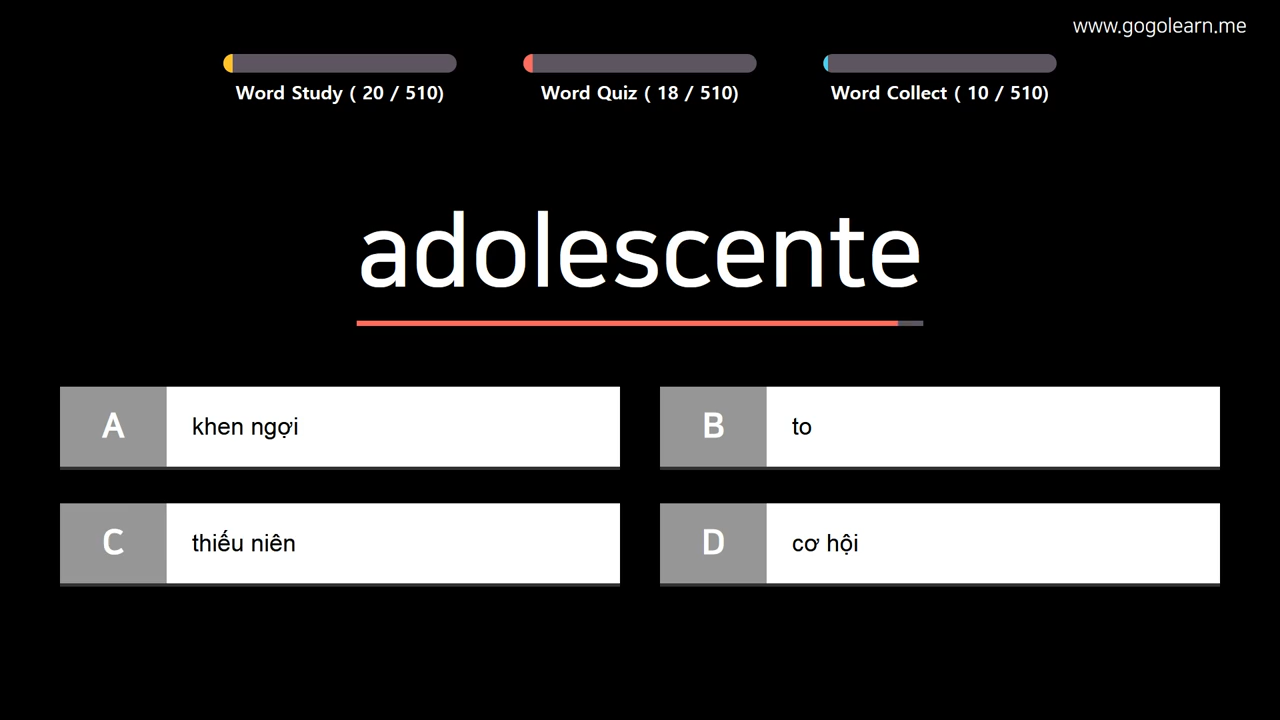 www.gogolearn.me
Word Study ( 20 / 510)
Word Quiz ( 18 / 510)
Word Collect ( 10 / 510)
adolescente
A
khen ngợi
B
to
C
thiếu niên
D
cơ hội